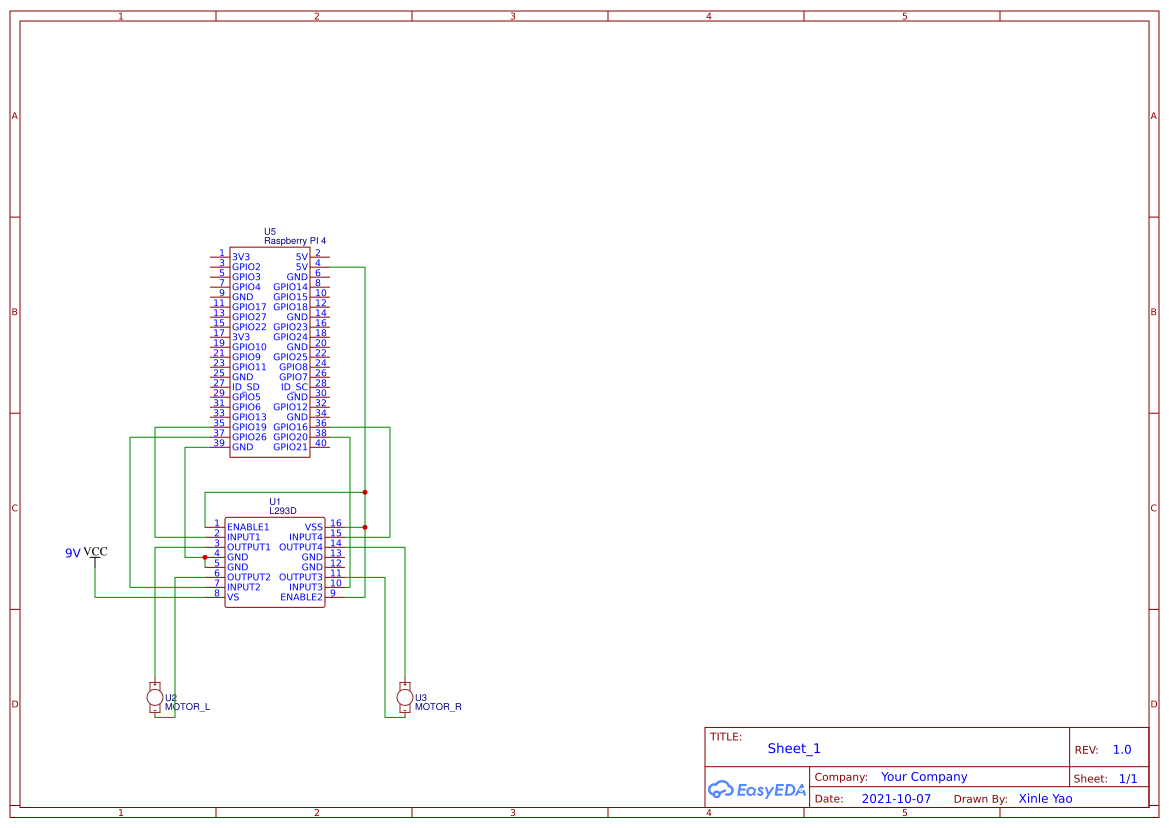 1 2 3 4 5
A A
B B
C C
D D
U5
Raspberry PI 4
1 3V3 5V 2
3 GPIO2 5V 4
5 GPIO3 GND 6
7 GPIO4 GPIO14 8
9 GND GPIO15 10
11 GPIO17 GPIO18 12
13 GPIO27 GND 14
15 GPIO22 GPIO23 16
17 3V3 GPIO24 18
19 GPIO10 GND 20
21 GPIO9 GPIO25 22
23 GPIO11 GPIO8 24
25 GND GPIO7 26
27 ID_SD ID_SC 28
29 GPIO5 GND 30
31 GPIO6 GPIO12 32
33 GPIO13 GND 34
35 GPIO19 GPIO16 36
37 GPIO26 GPIO20 38
39 GND GPIO21 40
U1
L293D
1 ENABLE1 VSS 16
2 INPUT1 INPUT4 15
3 OUTPUT1 OUTPUT4 14
4 GND GND 13
5 GND GND 12
6 OUTPUT2 OUTPUT3 11
7 INPUT2 INPUT3 10
8 VS ENABLE2 9
9V VCC
U2
MOTOR_L
U3
MOTOR_R
TITLE:
Sheet_1
REV: 1.0
EasyEDA
Company: Your Company
Sheet: 1/1
Date: 2021-10-07 Drawn By: Xinle Yao
1 2 3 4 5